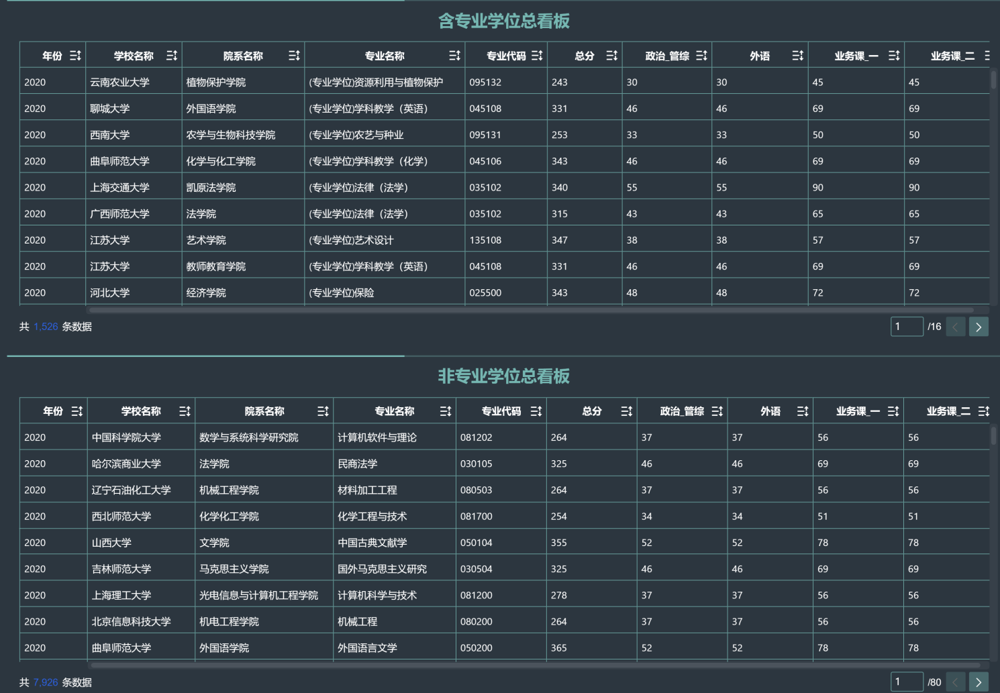 含专业学位总看板
年份 学校名称 院系名称 专业名称 专业代码 总分 政治_管综 外语 业务课_一 业务课_二
2020 云南农业大学 植物保护学院 (专业学位)资源利用与植物保护 095132 243 30 30 45 45
2020 聊城大学 外国语学院 (专业学位)学科教学（英语） 045108 331 46 46 69 69
2020 西南大学 农学与生物科技学院 (专业学位)农艺与种业 095131 253 33 33 50 50
2020 曲阜师范大学 化学与化工学院 (专业学位)学科教学（化学） 045106 343 46 46 69 69
2020 上海交通大学 凯原法学院 (专业学位)法律（法学） 035102 340 55 55 90 90
2020 广西师范大学 法学院 (专业学位)法律（法学） 035102 315 43 43 65 65
2020 江苏大学 艺术学院 (专业学位)艺术设计 135108 347 38 38 57 57
2020 江苏大学 教师教育学院 (专业学位)学科教学（英语） 045108 331 46 46 69 69
2020 河北大学 经济学院 (专业学位)保险 025500 343 48 48 72 72
共 1,526 条数据 1 /16
非专业学位总看板
年份 学校名称 院系名称 专业名称 专业代码 总分 政治_管综 外语 业务课_一 业务课_二
2020 中国科学院大学 数学与系统科学研究院 计算机软件与理论 081202 264 37 37 56 56
2020 哈尔滨商业大学 法学院 民商法学 030105 325 46 46 69 69
2020 辽宁石油化工大学 机械工程学院 材料加工工程 080503 264 37 37 56 56
2020 西北师范大学 化学化工学院 化学工程与技术 081700 254 34 34 51 51
2020 山西大学 文学院 中国古典文献学 050104 355 52 52 78 78
2020 吉林师范大学 马克思主义学院 国外马克思主义研究 030504 325 46 46 69 69
2020 上海理工大学 光电信息与计算机工程学院 计算机科学与技术 081200 278 37 37 56 56
2020 北京信息科技大学 机电工程学院 机械工程 080200 264 37 37 56 56
2020 曲阜师范大学 外国语学院 外国语言文学 050200 365 52 52 78 78
共 7,926 条数据 1 /80